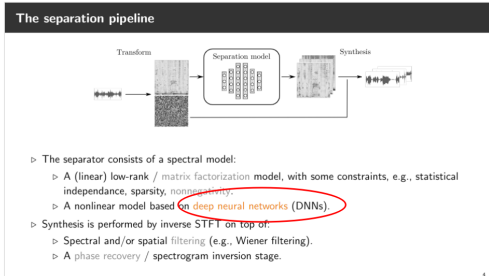 The separation pipeline
Transform
Separation model
Synthesis
▷ The separator consists of a spectral model:
▷ A (linear) low-rank / matrix factorization model, with some constraints, e.g., statistical
independence, sparsity, nonnegativity.
▷ A nonlinear model based on deep neural networks (DNNs).
▷ Synthesis is performed by inverse STFT on top of:
▷ Spectral and/or spatial filtering (e.g., Wiener filtering).
▷ A phase recovery / spectrogram inversion stage.